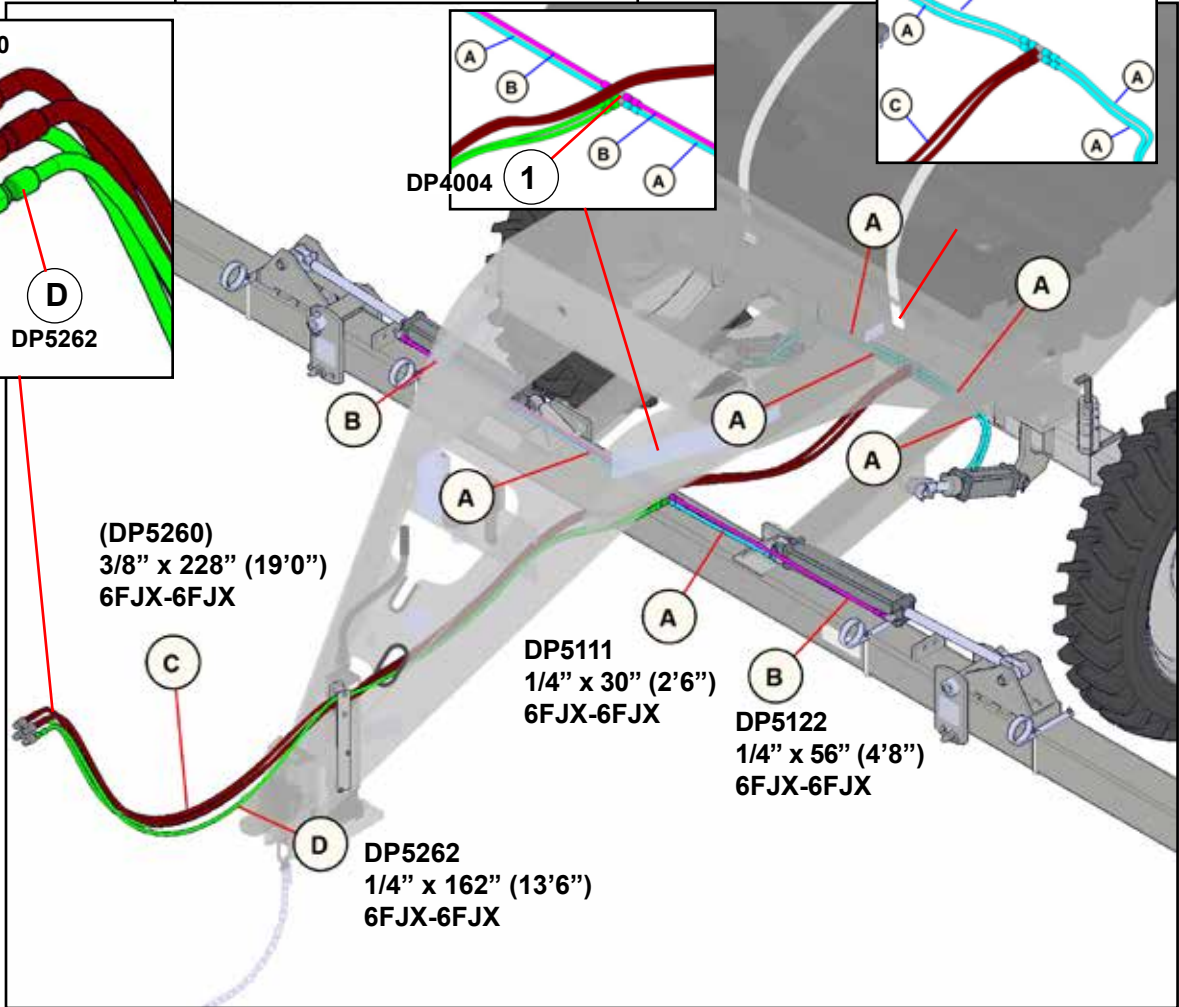 0
D
DP5262
A
B
B
A
DP4004
1
A
A
C
A
A
A
A
B
A
A
A
(DP5260)
3/8” x 228” (19’0”)
6FJX-6FJX
C
A
DP5111
1/4” x 30” (2’6”)
6FJX-6FJX
B
DP5122
1/4” x 56” (4’8”)
6FJX-6FJX
D
DP5262
1/4” x 162” (13’6”)
6FJX-6FJX